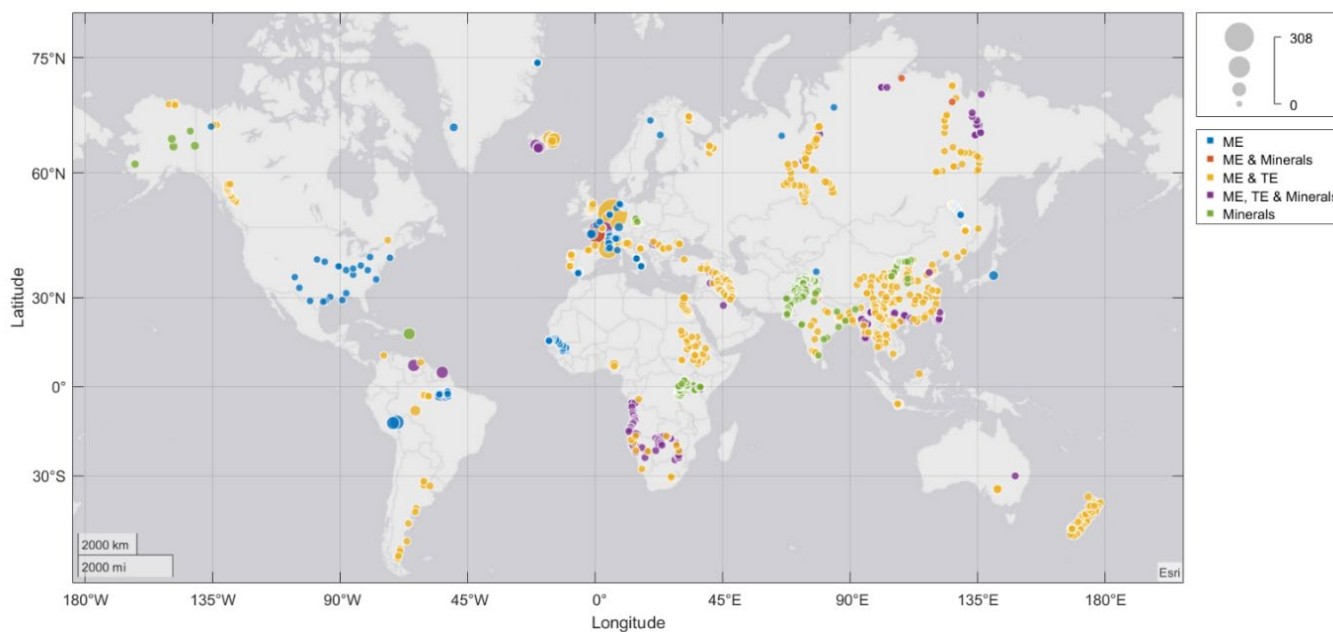 75°N
60°N
30°N
0°
30°S
Latitude
2000 km
2000 mi
Esri
180°W
135°W
90°W
45°W
0°
45°E
90°E
135°E
180°E
Longitude
308
0
ME
ME & Minerals
ME & TE
ME, TE & Minerals
Minerals